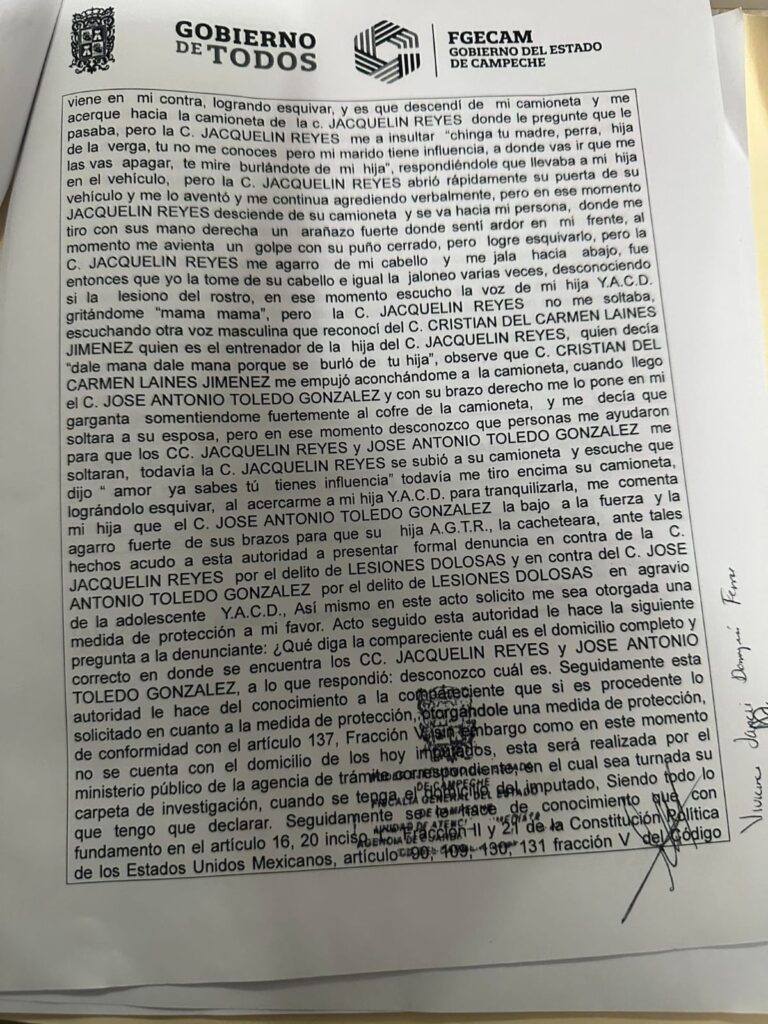 GOBIERNO
DE TODOS
FGECAM
GOBIERNO DEL ESTADO
DE CAMPECHE
viene en mi contra, logrando esquivar, y es que descendí de mi camioneta y me
acerque hacia la camioneta de la c. JACQUELIN REYES donde le pregunte que le
pasaba, pero la C. JACQUELIN REYES me a insultar "chinga tu madre, perra, hija
de la verga, tu no me conoces pero mi marido tiene influencia, a donde vas ir que me
las vas apagar, te mire burlándote de mi hija", respondiéndole que llevaba a mi hija
en el vehículo, pero la C. JACQUELIN REYES abrió rápidamente su puerta de su
vehículo y me lo aventó y me continua agrediendo verbalmente, pero en ese momento
JACQUELIN REYES desciende de su camioneta y se va hacia mi persona, donde me
tiro con sus mano derecha un arañazo fuerte donde sentí ardor en mi frente, al
momento me avienta un golpe con su puño cerrado, pero logre esquivarlo, pero la
C. JACQUELIN REYES me agarro de mi cabello y me jala hacia abajo, fue
entonces que yo la tome de su cabello e igual la jaloneo varias veces, desconociendo
si la lesiono del rostro, en ese momento escucho la voz de mi hija Y.A.C.D.
gritándome "mama mama", pero la C. JACQUELIN REYES no me soltaba,
escuchando otra voz masculina que reconocí del C. CRISTIAN DEL CARMEN LAINES
JIMENEZ quien es el entrenador de la hija del C. JACQUELIN REYES, quien decía
"dale mana dale mana porque se burló de tu hija", observe que C. CRISTIAN DEL
CARMEN LAINES JIMENEZ me empujó aconchándome a la camioneta, cuando llego
el C. JOSE ANTONIO TOLEDO GONZALEZ y con su brazo derecho me lo pone en mi
garganta somentiendome fuertemente al cofre de la camioneta, y me decía que
soltara a su esposa, pero en ese momento desconozco que personas me ayudaron
para que los CC. JACQUELIN REYES y JOSE ANTONIO TOLEDO GONZALEZ me
soltaran, todavía la C. JACQUELIN REYES se subió a su camioneta y escuche que
dijo " amor ya sabes tú tienes influencia" todavía me tiro encima su camioneta,
lográndolo esquivar, al acercarme a mi hija Y.A.C.D. para tranquilizarla, me comenta
mi hija que el C. JOSE ANTONIO TOLEDO GONZALEZ la bajo a la fuerza y la
agarro fuerte de sus brazos para que su hija A.G.T.R., la cacheteara, ante tales
hechos acudo a esta autoridad a presentar formal denuncia en contra de la C.
JACQUELIN REYES por el delito de LESIONES DOLOSAS y en contra del C. JOSE
ANTONIO TOLEDO GONZALEZ por el delito de LESIONES DOLOSAS en agravio
de la adolescente Y.A.C.D., Así mismo en este acto solicito me sea otorgada una
medida de protección a mi favor. Acto seguido esta autoridad le hace la siguiente
pregunta a la denunciante: ¿Qué diga la compareciente cuál es el domicilio completo y
correcto en donde se encuentra los CC. JACQUELIN REYES y JOSE ANTONIO
TOLEDO GONZALEZ, a lo que respondió: desconozco cuál es. Seguidamente esta
autoridad le hace del conocimiento a la compareciente que si es procedente lo
solicitado en cuanto a la medida de protección, otorgándole una medida de protección,
de conformidad con el artículo 137, Fracción V, sin embargo como en este momento
no se cuenta con el domicilio de los hoy imputados, esta será realizada por el
ministerio público de la agencia de trámite correspondiente, en el cual sea turnada su
carpeta de investigación, cuando se tenga el domicilio del imputado, Siendo todo lo
que tengo que declarar. Seguidamente se le hace de conocimiento que con
fundamento en el artículo 16, 20 inciso Fracción II y 21 de la Constitución Política
de los Estados Unidos Mexicanos, artículo 90, 109, 130, 131 fracción V del Código
DE CAMPECHE
FISCALÍA GENERAL DEL ESTADO
DE CAMPECHE
UNIDAD DE ATENC
AGENCIA DE GUARDIA